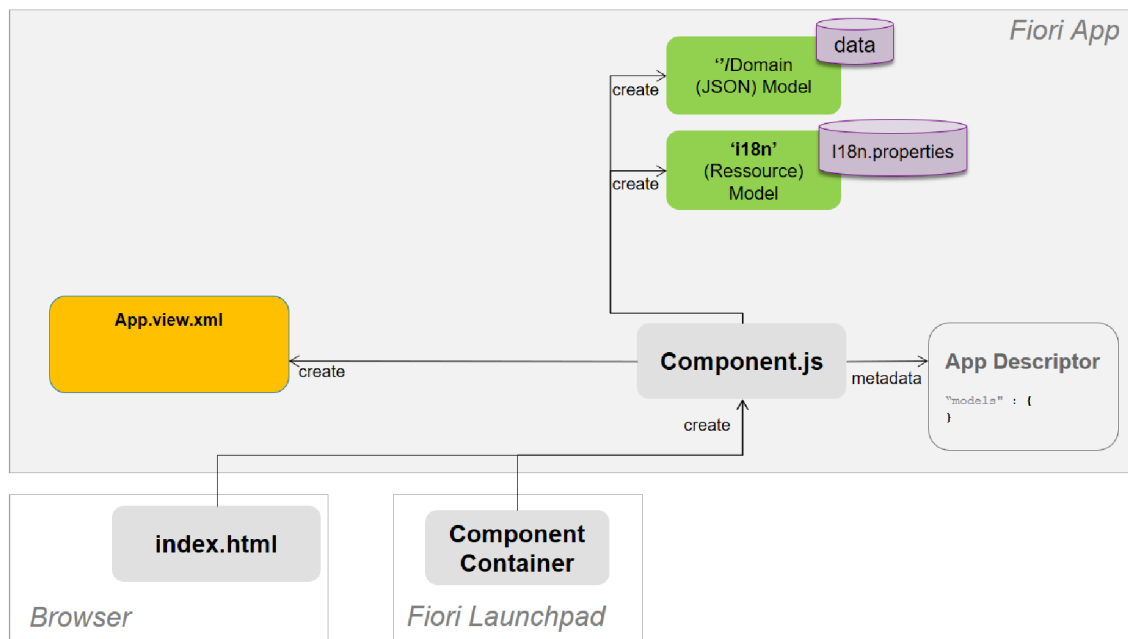 Fiori App
data
‘’/Domain
(JSON) Model
create
I18n.properties
‘i18n’
(Ressource)
Model
create
App.view.xml
create
Component.js
metadata
App Descriptor
“models" : {
}
create
index.html
Component
Container
Browser
Fiori Launchpad